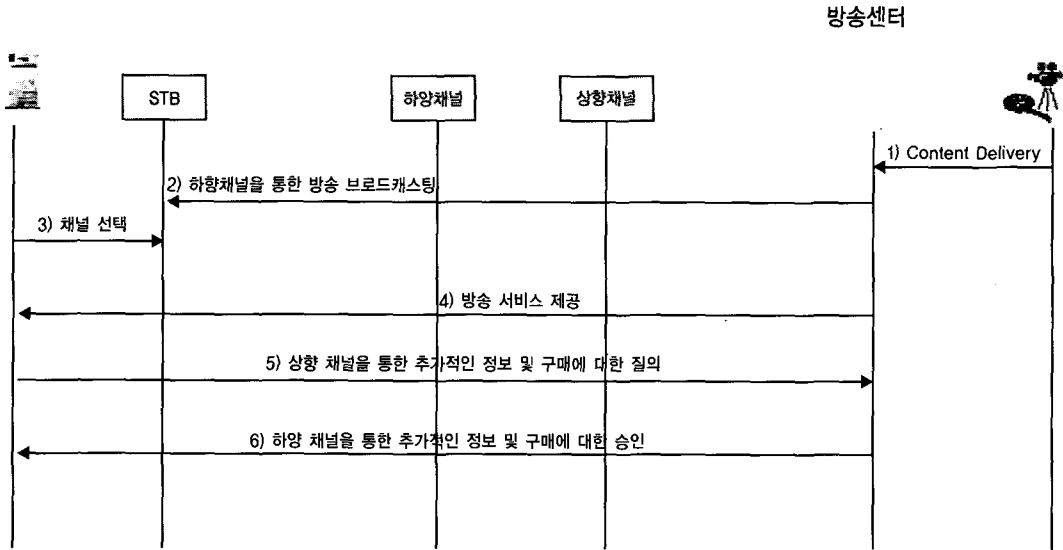 방송센터
STB
하양채널
상향채널
1) Content Delivery
2) 하향채널을 통한 방송 브로드캐스팅
3) 채널 선택
4) 방송 서비스 제공
5) 상향 채널을 통한 추가적인 정보 및 구매에 대한 질의
6) 하양 채널을 통한 추가적인 정보 및 구매에 대한 승인